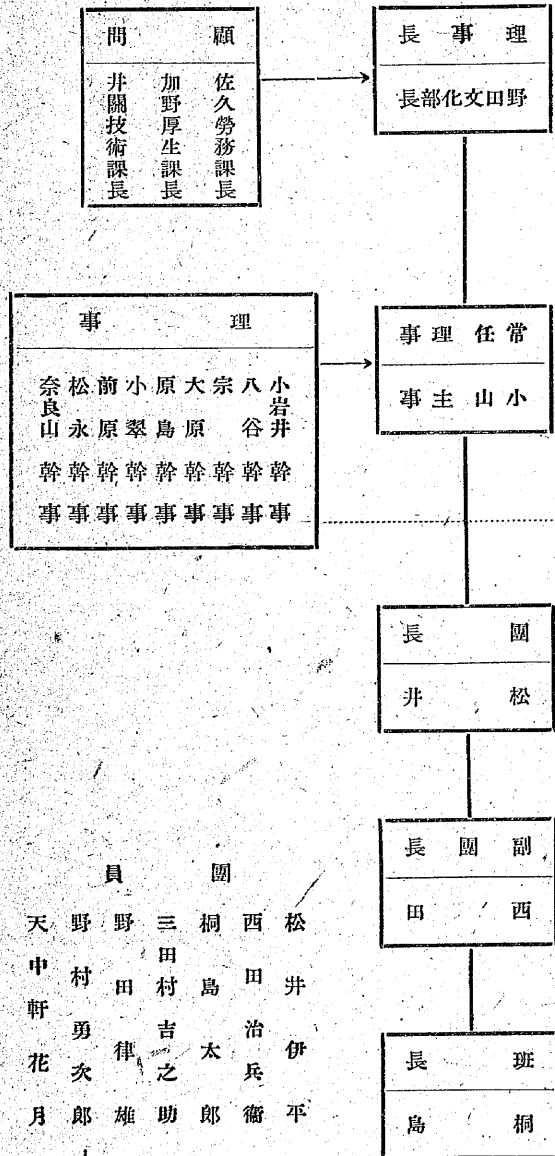 理事長
野田文化部長
顧問
佐久勞務課長
加野厚生課長
井關技術課長
常任理事
小山主事
理事
小岩井幹事
八谷幹事
宗幹事
大原幹事
原島幹事
小翠幹事
前原幹事
松永幹事
奈良山幹事
團長
松井
副團長
西田
班長
桐島
團員
松井伊平
西田治兵衞
桐島太郎
三田村吉之助
野田律雄
野村勇次郎
天中軒花月